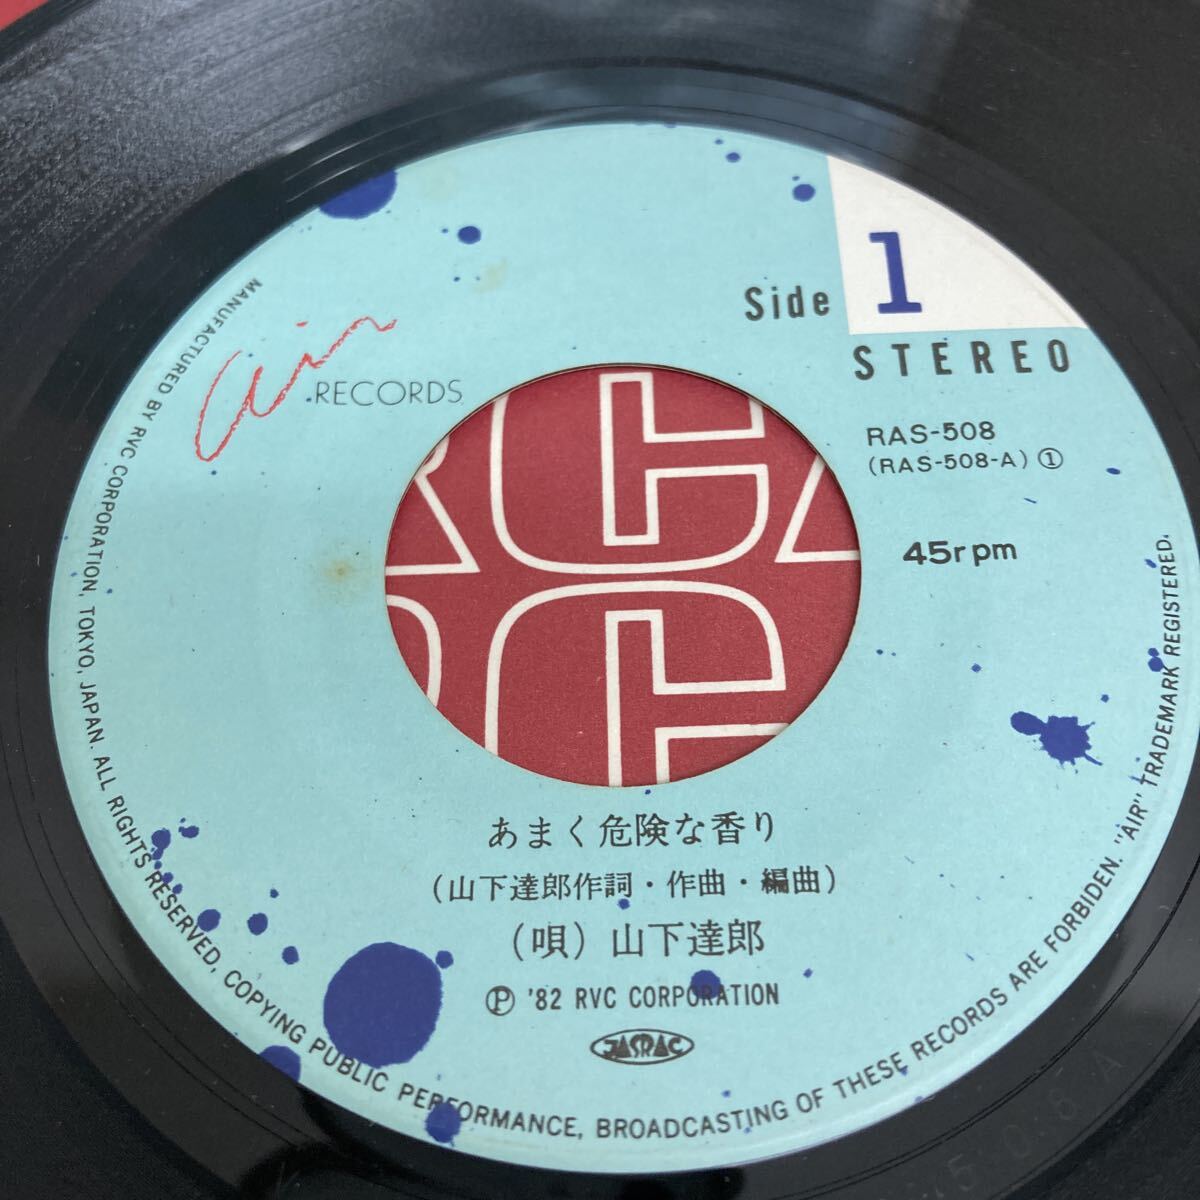 Side 1
STEREO
air RECORDS
RAS-508
(RAS-508-A) ①
45rpm
あまく危険な香り
(山下達郎作詞・作曲・編曲)
(唄) 山下達郎
Ⓟ '82 RVC CORPORATION
JASRAC
MANUFACTURED BY RVC CORPORATION, TOKYO, JAPAN. ALL RIGHTS RESERVED, COPYING PUBLIC PERFORMANCE, BROADCASTING OF THESE RECORDS ARE FORBIDDEN. "AIR" TRADEMARK REGISTERED.